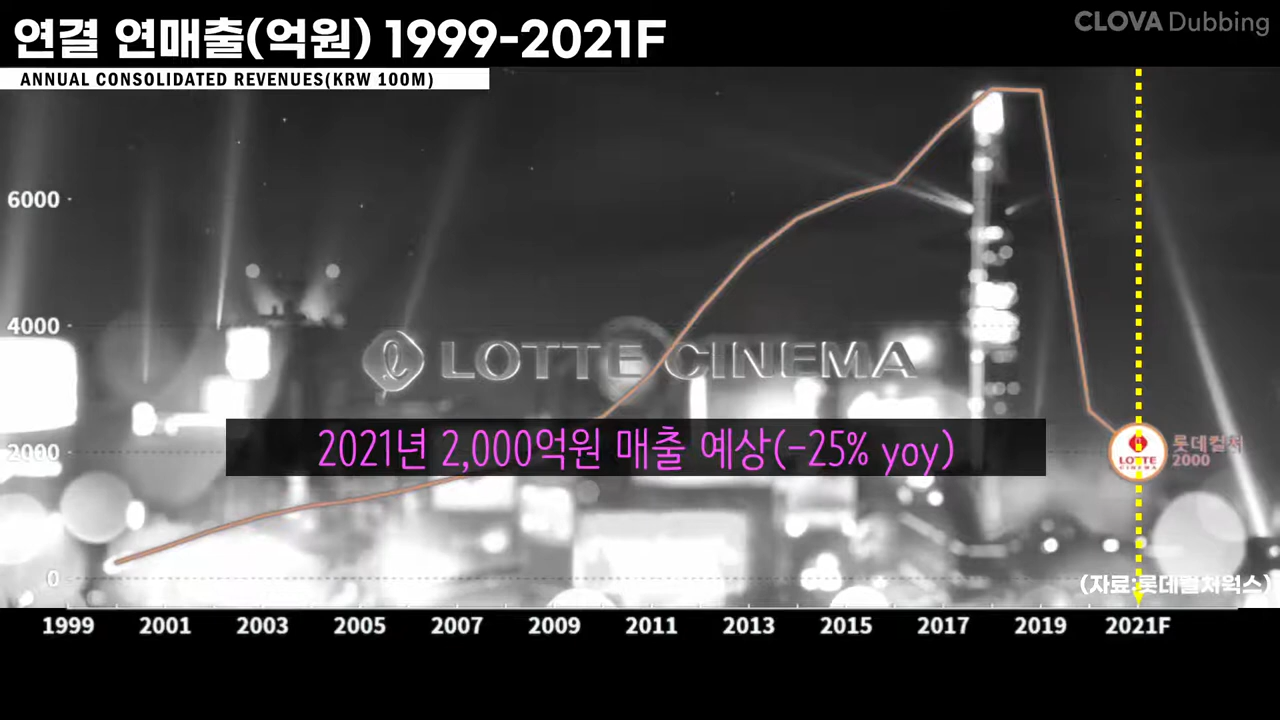 연결 연매출(억원) 1999-2021F
CLOVA Dubbing
ANNUAL CONSOLIDATED REVENUES(KRW 100M)
6000
4000
LOTTE CINEMA
2021년 2,000억원 매출 예상(-25% yoy)
2000
LOTTE
CINEMA
롯데컬처
2000
0
(자료:롯데컬처웍스)
1999 2001 2003 2005 2007 2009 2011 2013 2015 2017 2019 2021F